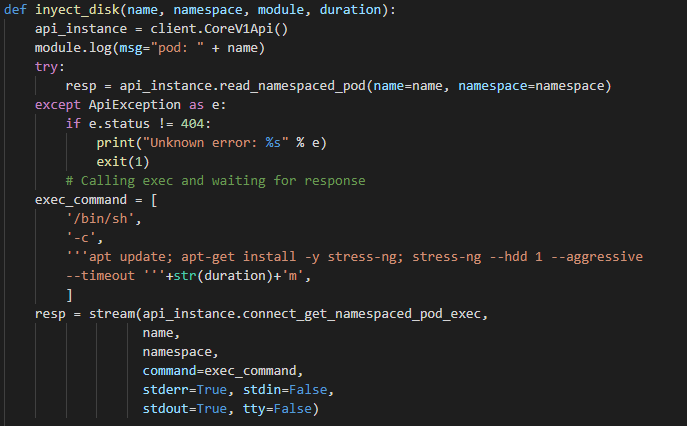 def inyect_disk(name, namespace, module, duration):
    api_instance = client.CoreV1Api()
    module.log(msg="pod: " + name)
    try:
        resp = api_instance.read_namespaced_pod(name=name, namespace=namespace)
    except ApiException as e:
        if e.status != 404:
            print("Unknown error: %s" % e)
            exit(1)
        # Calling exec and waiting for response
    exec_command = [
        '/bin/sh',
        '-c',
        '''apt update; apt-get install -y stress-ng; stress-ng --hdd 1 --aggressive
        --timeout '''+str(duration)+'m',
        ]
    resp = stream(api_instance.connect_get_namespaced_pod_exec,
                  name,
                  namespace,
                  command=exec_command,
                  stderr=True, stdin=False,
                  stdout=True, tty=False)